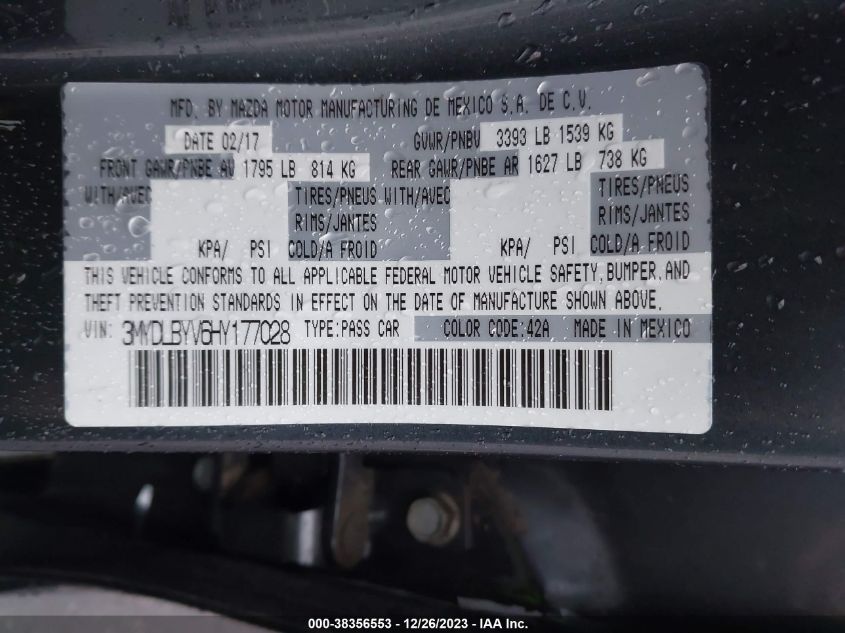 MFD. BY MAZDA MOTOR MANUFACTURING DE MEXICO S.A. DE C.V.
DATE 02/17 GVWR/PNBV 3393 LB 1539 KG
FRONT GAWR/PNBE AV 1795 LB 814 KG REAR GAWR/PNBE AR 1627 LB 738 KG
WITH/AVEC TIRES/PNEUS WITH/AVEC TIRES/PNEUS
RIMS/JANTES RIMS/JANTES
KPA/ PSI COLD/A FROID KPA/ PSI COLD/A FROID
THIS VEHICLE CONFORMS TO ALL APPLICABLE FEDERAL MOTOR VEHICLE SAFETY, BUMPER, AND
THEFT PREVENTION STANDARDS IN EFFECT ON THE DATE OF MANUFACTURE SHOWN ABOVE.
VIN: 3MYDLBYV6HY177028 TYPE:PASS CAR COLOR CODE:42A MADE IN MEXICO
000-38356553 – 12/26/2023 – IAA Inc.